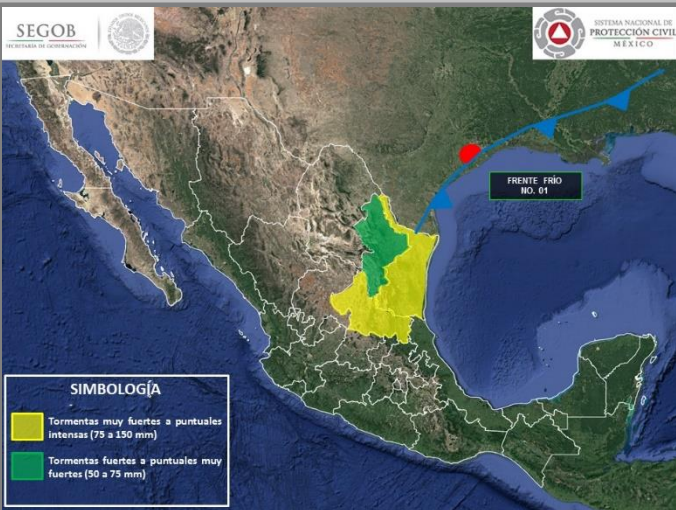 SEGOB
SECRETARÍA DE GOBERNACIÓN
SISTEMA NACIONAL DE
PROTECCIÓN CIVIL
MÉXICO
FRENTE FRÍO
NO. 01
SIMBOLOGÍA
Tormentas muy fuertes a puntuales
intensas (75 a 150 mm)
Tormentas fuertes a puntuales muy
fuertes (50 a 75 mm)